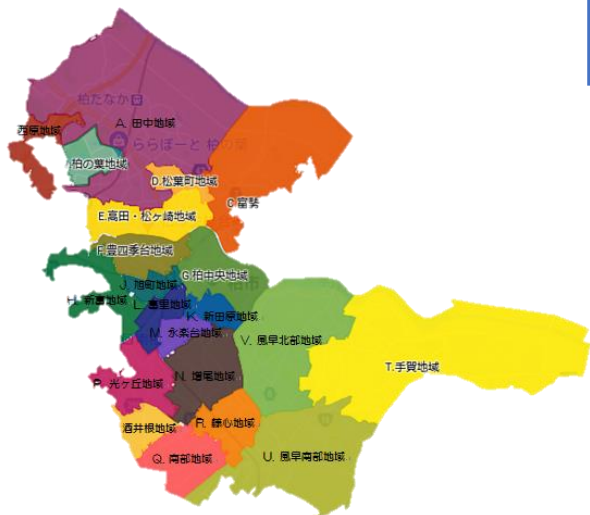 柏たなか
西原地域
A. 田中地域
ららぽーと 柏の葉
柏の葉地域
D.松葉町地域
C.富勢
E.高田・松ヶ崎地域
F.豊四季台地域
G.柏中央地域
柏市
J. 旭町地域
H. 新富地域
L. 富里地域
K. 新田原地域
M. 永楽台地域
V. 風早北部地域
T.手賀地域
P. 光ケ丘地域
N. 増尾地域
酒井根地域
R. 藤心地域
Q. 南部地域
U. 風早南部地域